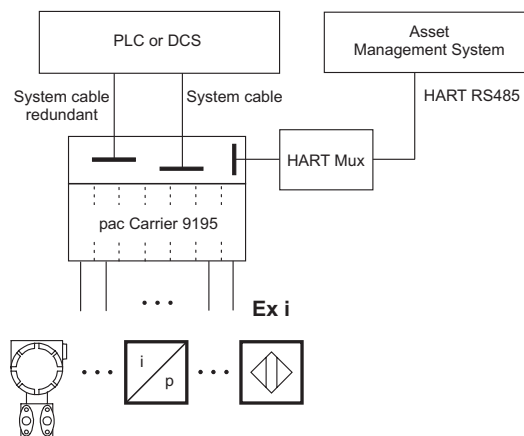 PLC or DCS
Asset
Management System
System cable
redundant
System cable
HART RS485
HART Mux
pac Carrier 9195
Ex i
i
p